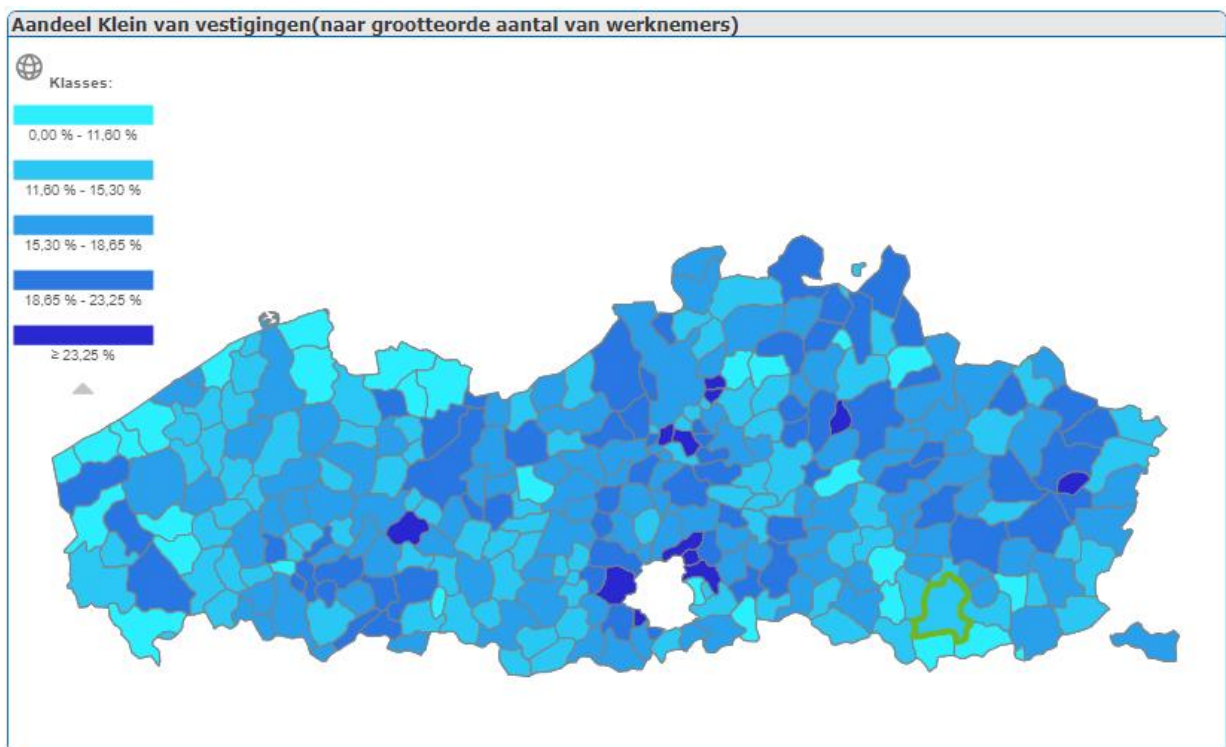 Aandeel Klein van vestigingen(naar grootteorde aantal van werknemers)
Klasses:
0,00 % - 11,60 %
11,60 % - 15,30 %
15,30 % - 18,65 %
18,65 % - 23,25 %
≥ 23,25 %